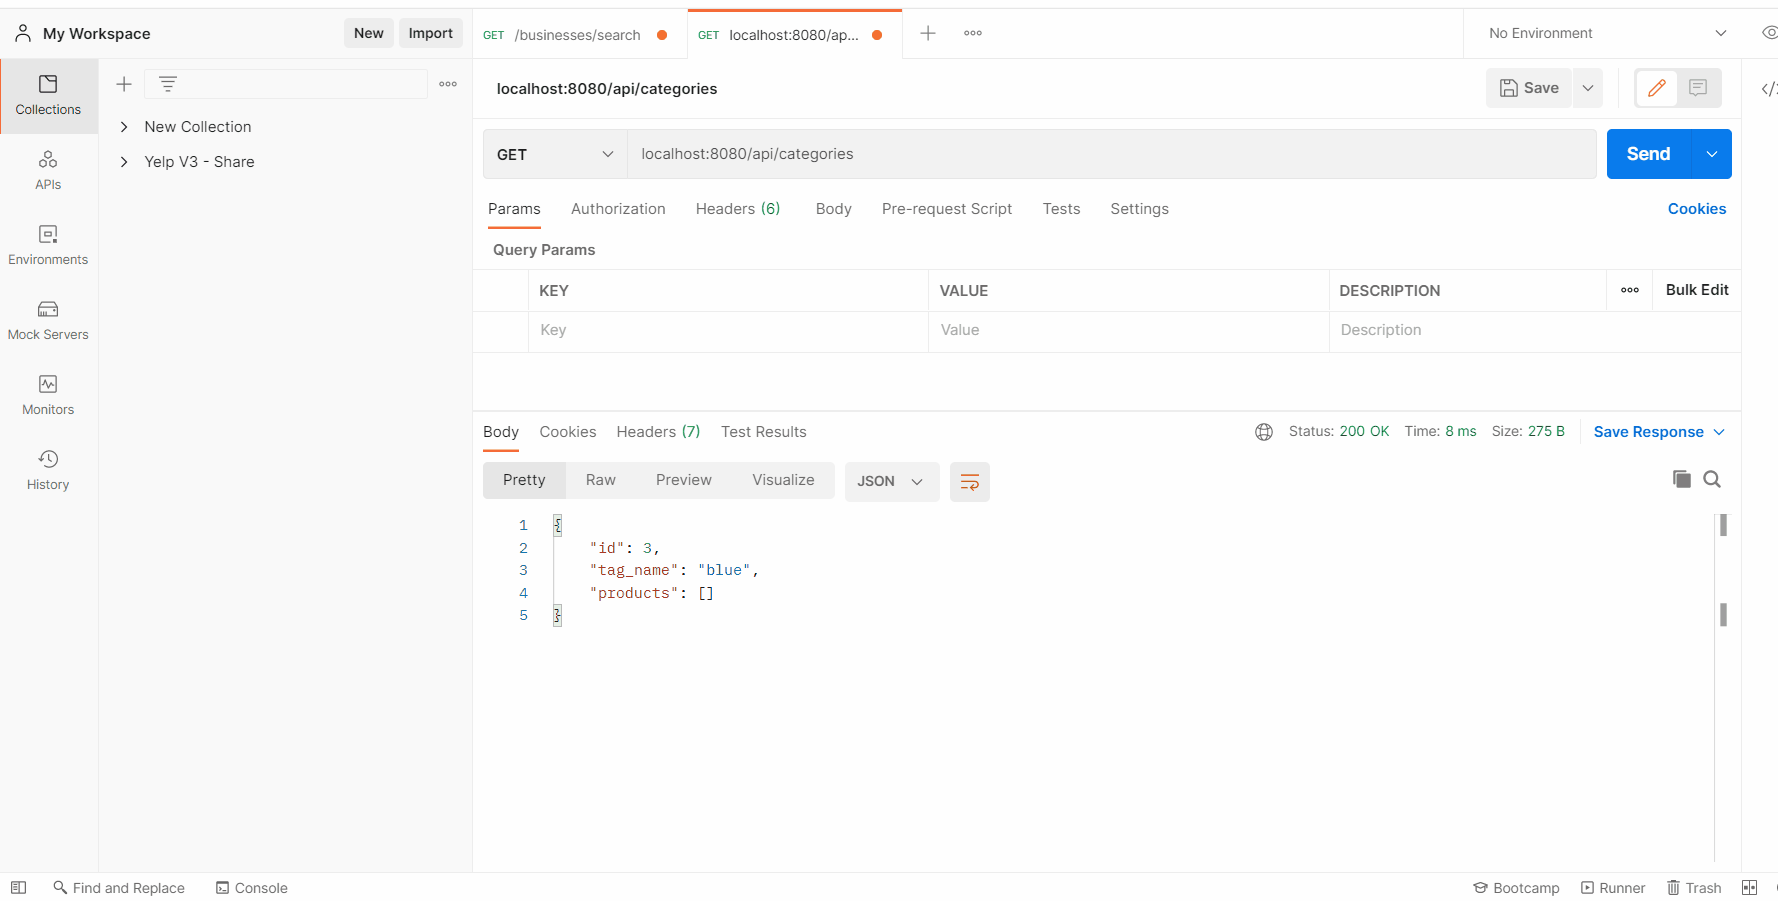 My Workspace
New
Import
GET /businesses/search
GET localhost:8080/ap...
No Environment
Collections
APIs
Environments
Mock Servers
Monitors
History
New Collection
Yelp V3 - Share
localhost:8080/api/categories
Save
GET
localhost:8080/api/categories
Send
Params Authorization Headers (6) Body Pre-request Script Tests Settings Cookies
Query Params
KEY VALUE DESCRIPTION Bulk Edit
Key Value Description
Body Cookies Headers (7) Test Results Status: 200 OK Time: 8 ms Size: 275 B Save Response
Pretty Raw Preview Visualize JSON
1 {
2 "id": 3,
3 "tag_name": "blue",
4 "products": []
5 }
Find and Replace Console Bootcamp Runner Trash